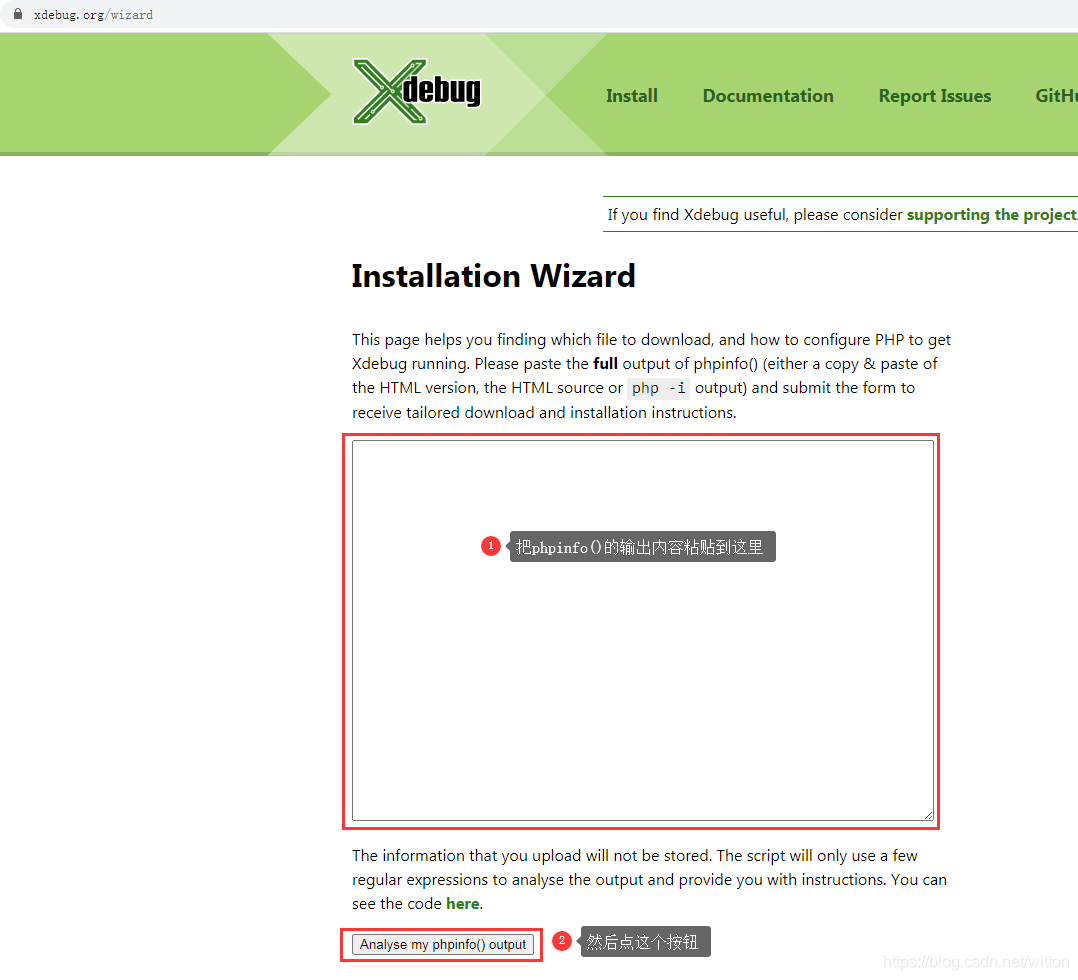 xdebug.org/wizard
Xdebug
Install Documentation Report Issues GitHu
If you find Xdebug useful, please consider supporting the project.
Installation Wizard
This page helps you finding which file to download, and how to configure PHP to get
Xdebug running. Please paste the full output of phpinfo() (either a copy & paste of
the HTML version, the HTML source or php -i output) and submit the form to
receive tailored download and installation instructions.
1 把phpinfo()的输出内容粘贴到这里
The information that you upload will not be stored. The script will only use a few
regular expressions to analyse the output and provide you with instructions. You can
see the code here.
Analyse my phpinfo() output 2 然后点这个按钮
https://blog.csdn.net/witton